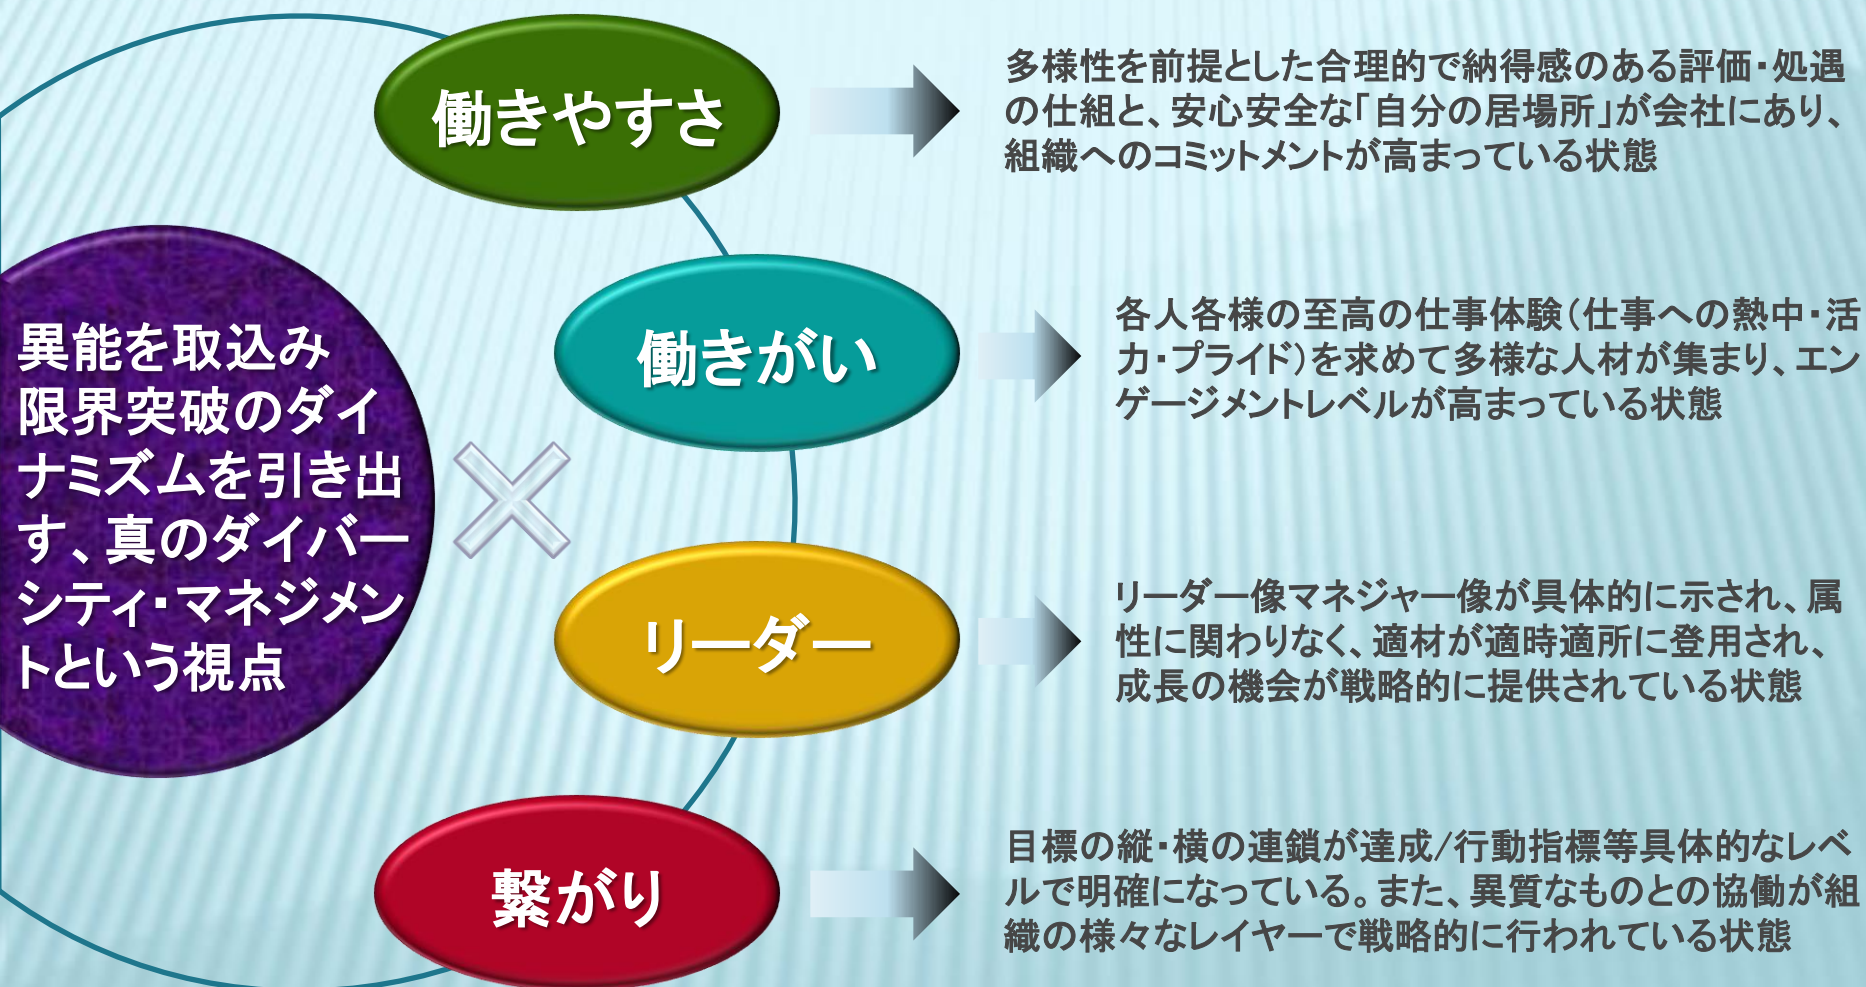 働きやすさ
多様性を前提とした合理的で納得感のある評価・処遇
の仕組と、安心安全な「自分の居場所」が会社にあり、
組織へのコミットメントが高まっている状態
異能を取込み
限界突破のダイ
ナミズムを引き出
す、真のダイバー
シティ・マネジメン
トという視点
働きがい
各人各様の至高の仕事体験（仕事への熱中・活
力・プライド）を求めて多様な人材が集まり、エン
ゲージメントレベルが高まっている状態
リーダー
リーダー像マネジャー像が具体的に示され、属
性に関わりなく、適材が適時適所に登用され、
成長の機会が戦略的に提供されている状態
繋がり
目標の縦・横の連鎖が達成/行動指標等具体的なレベ
ルで明確になっている。また、異質なものとの協働が組
織の様々なレイヤーで戦略的に行われている状態